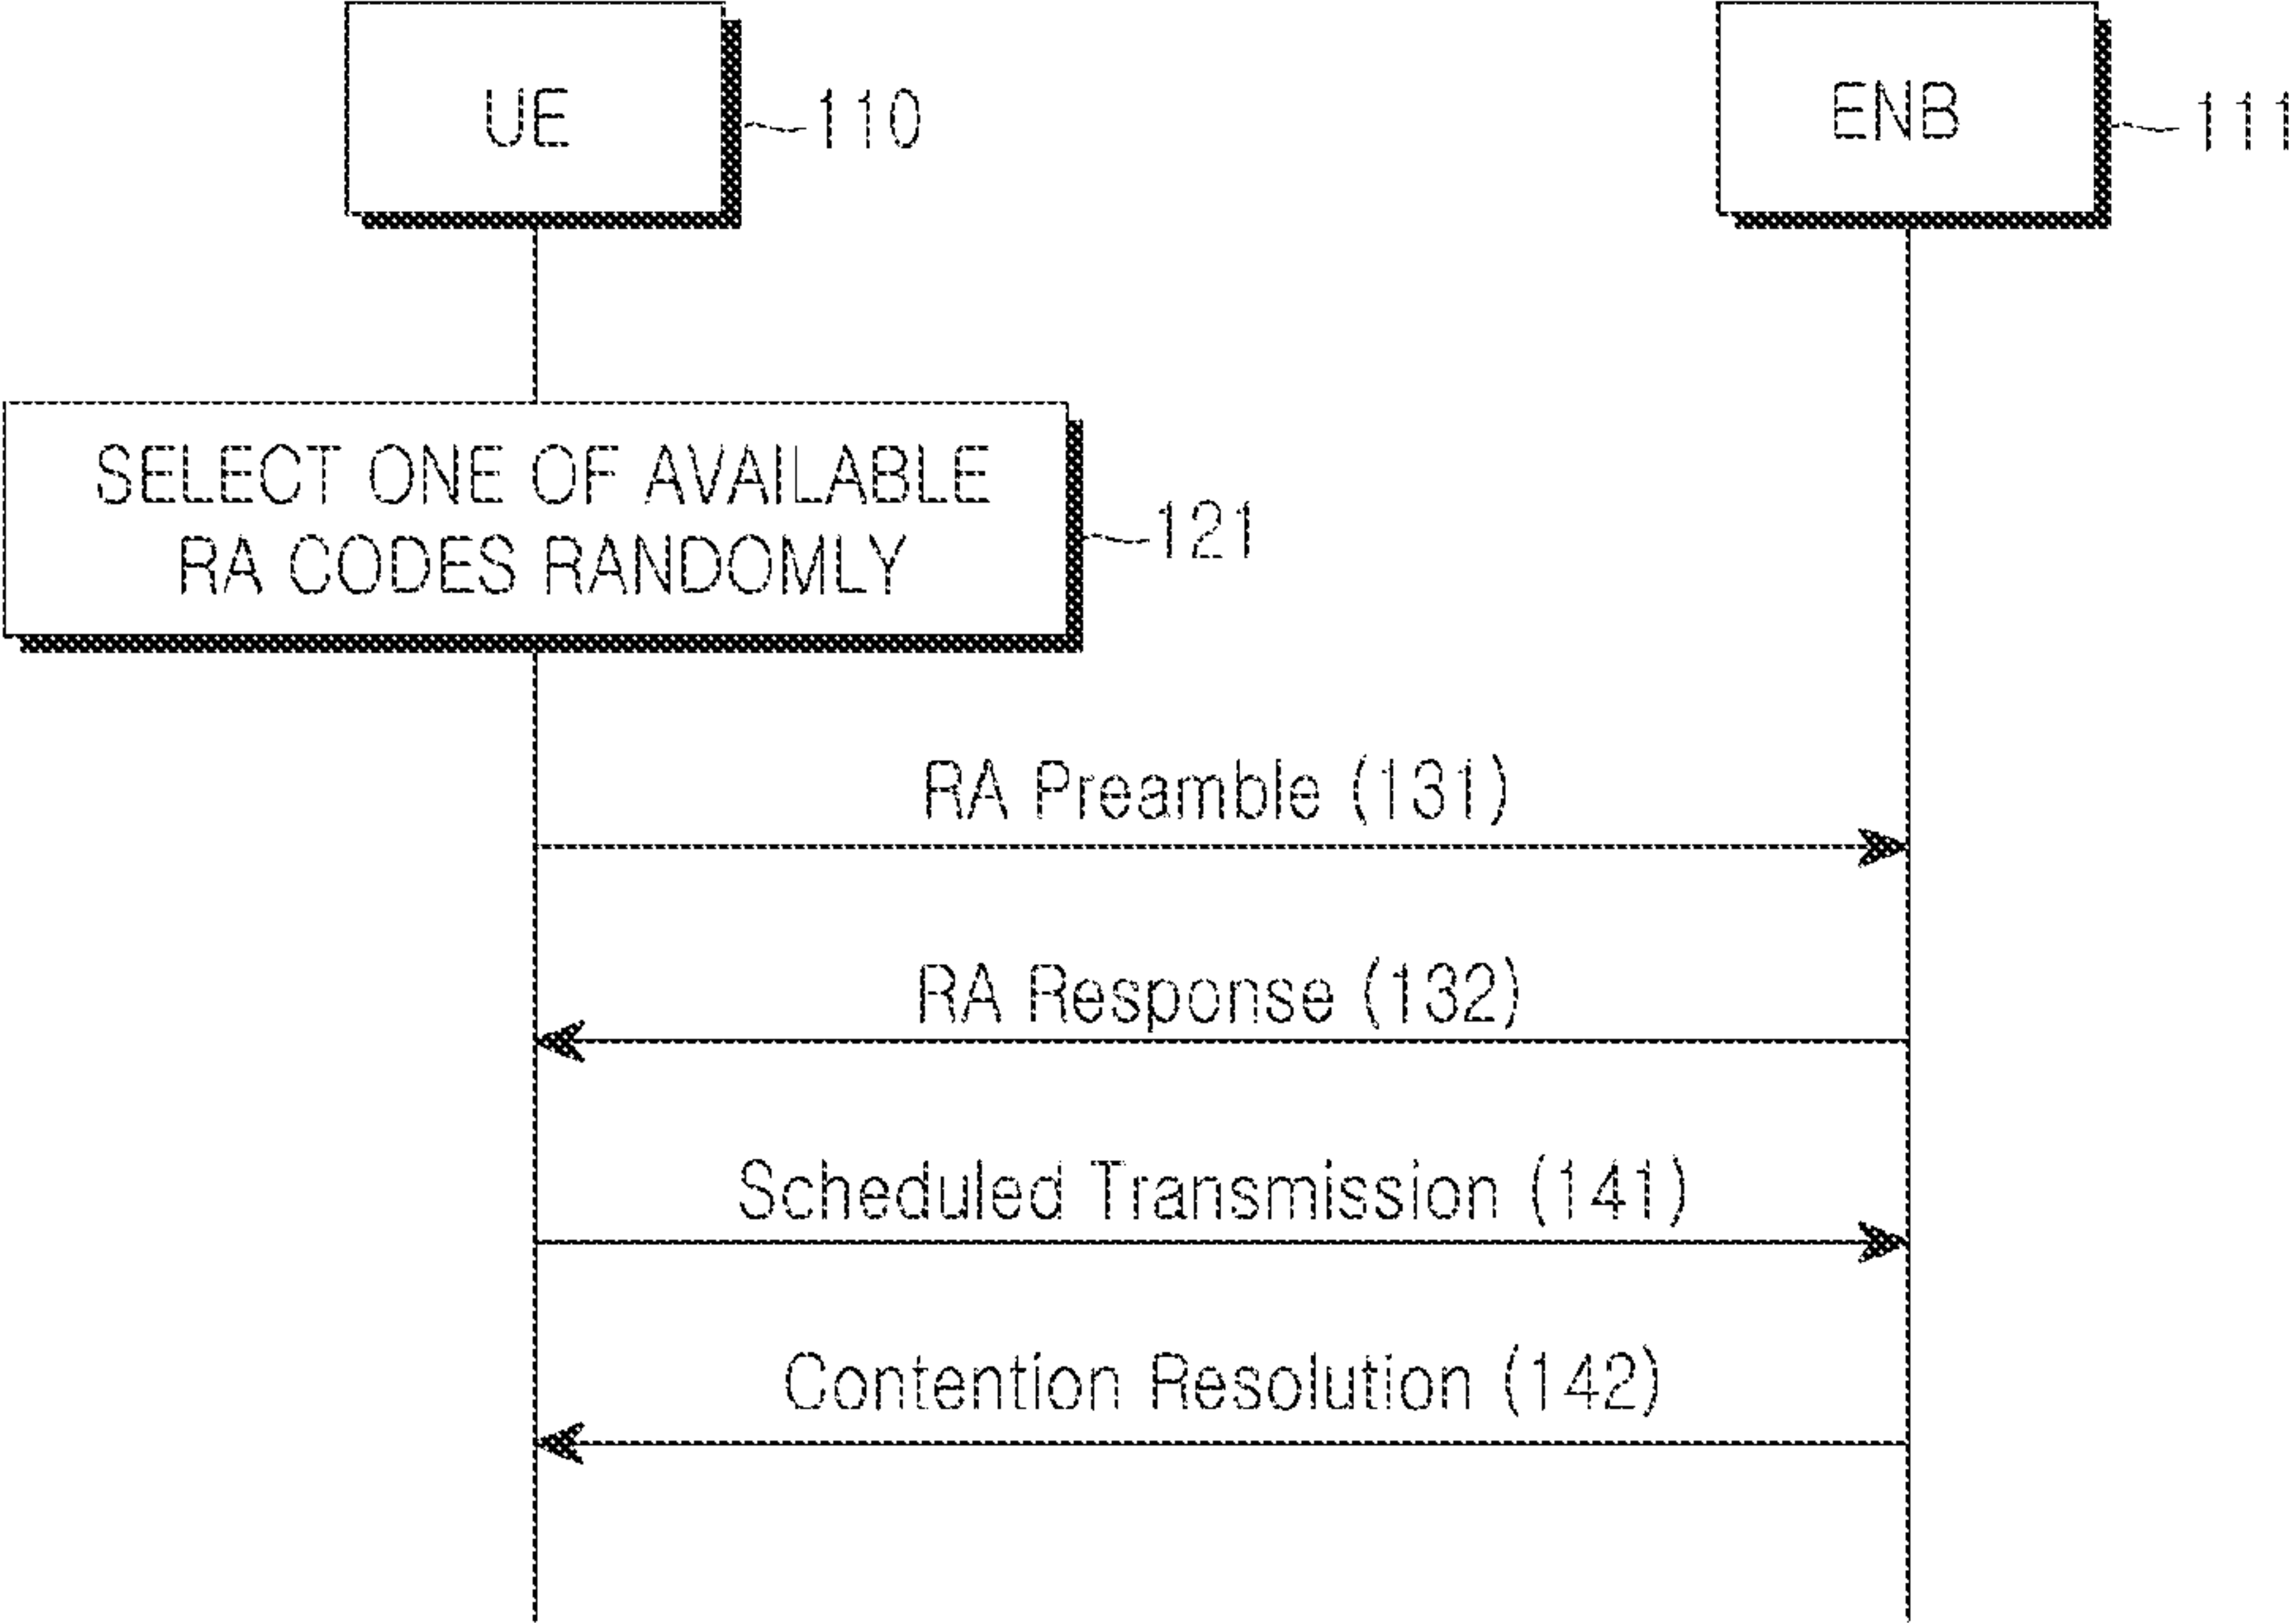 UE
110
ENB
111
SELECT ONE OF AVAILABLE
RA CODES RANDOMLY
121
RA Preamble (131)
RA Response (132)
Scheduled Transmission (141)
Contention Resolution (142)